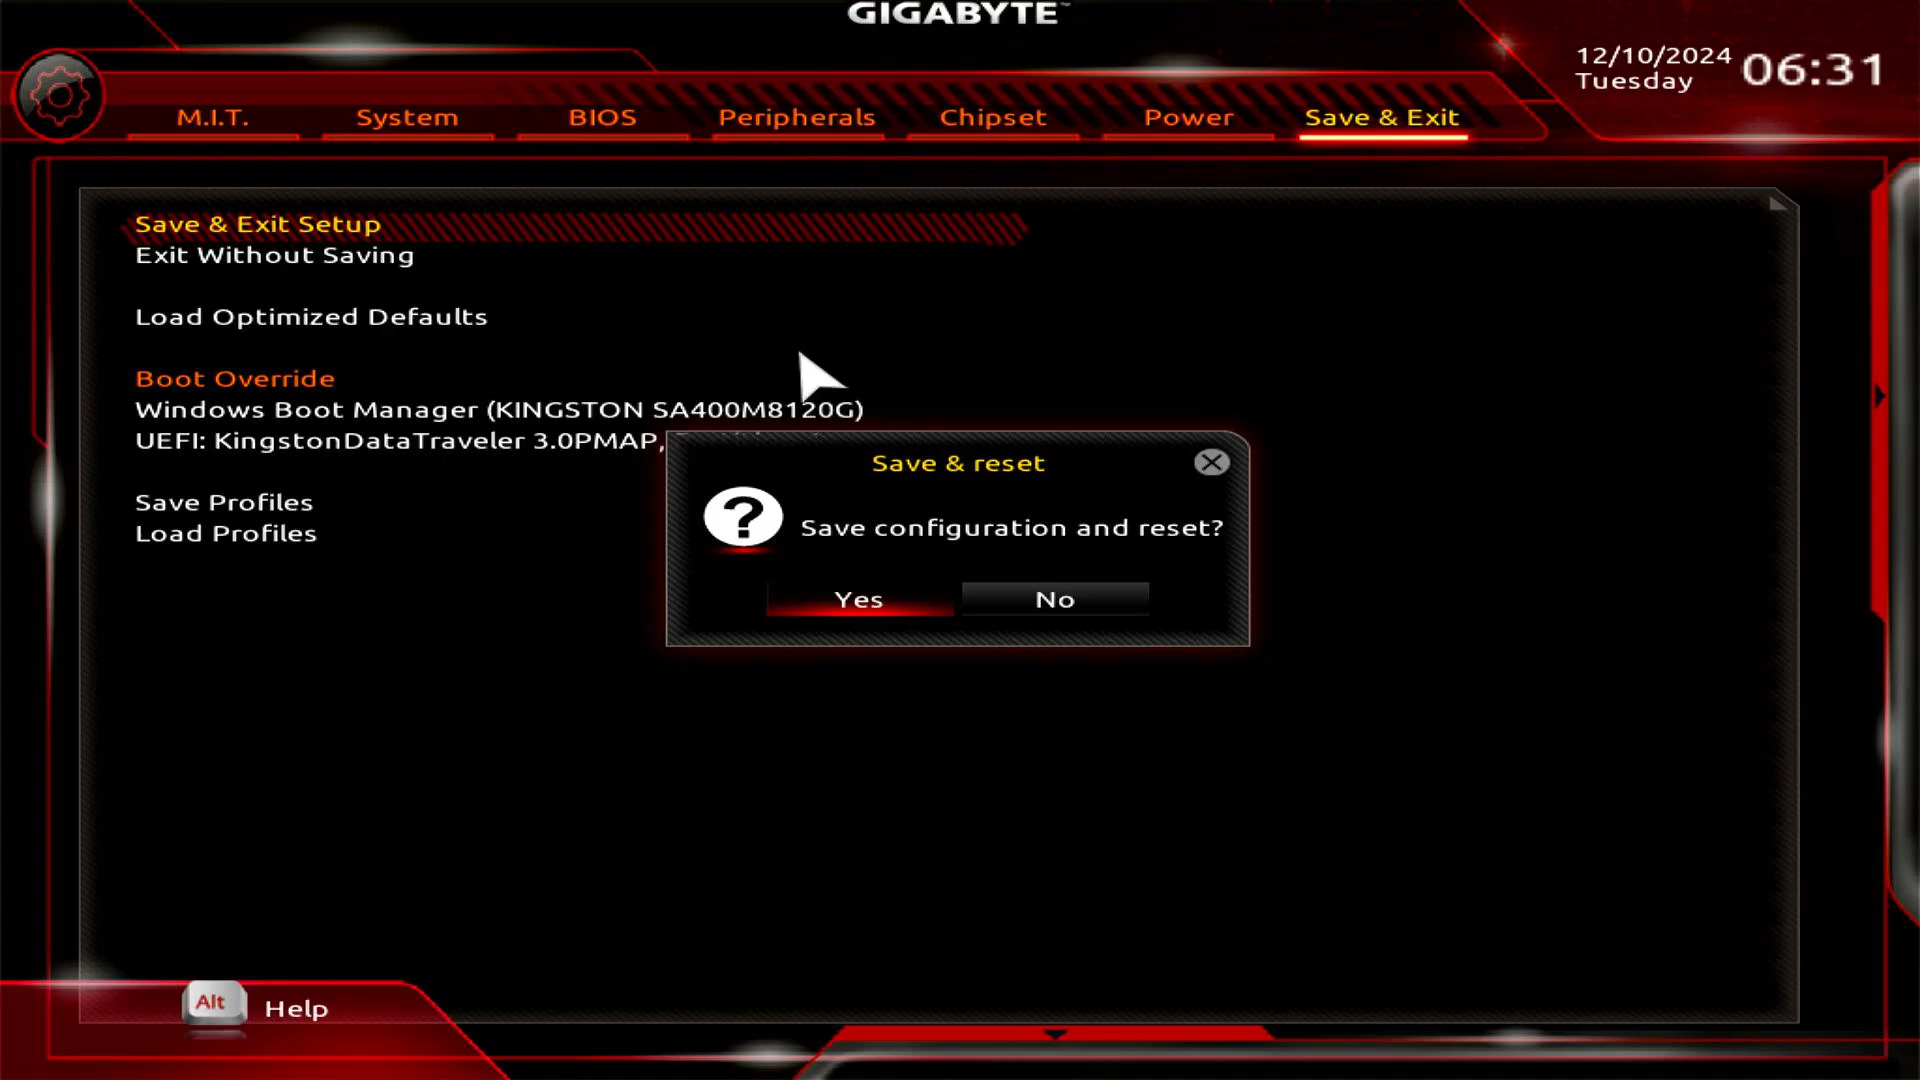 GIGABYTE™
12/10/2024
Tuesday
06:31
M.I.T. System BIOS Peripherals Chipset Power Save & Exit
Save & Exit Setup
Exit Without Saving
Load Optimized Defaults
Boot Override
Windows Boot Manager (KINGSTON SA400M8120G)
UEFI: KingstonDataTraveler 3.0PMAP,
Save Profiles
Load Profiles
Save & reset
?
Save configuration and reset?
Yes No
Alt Help